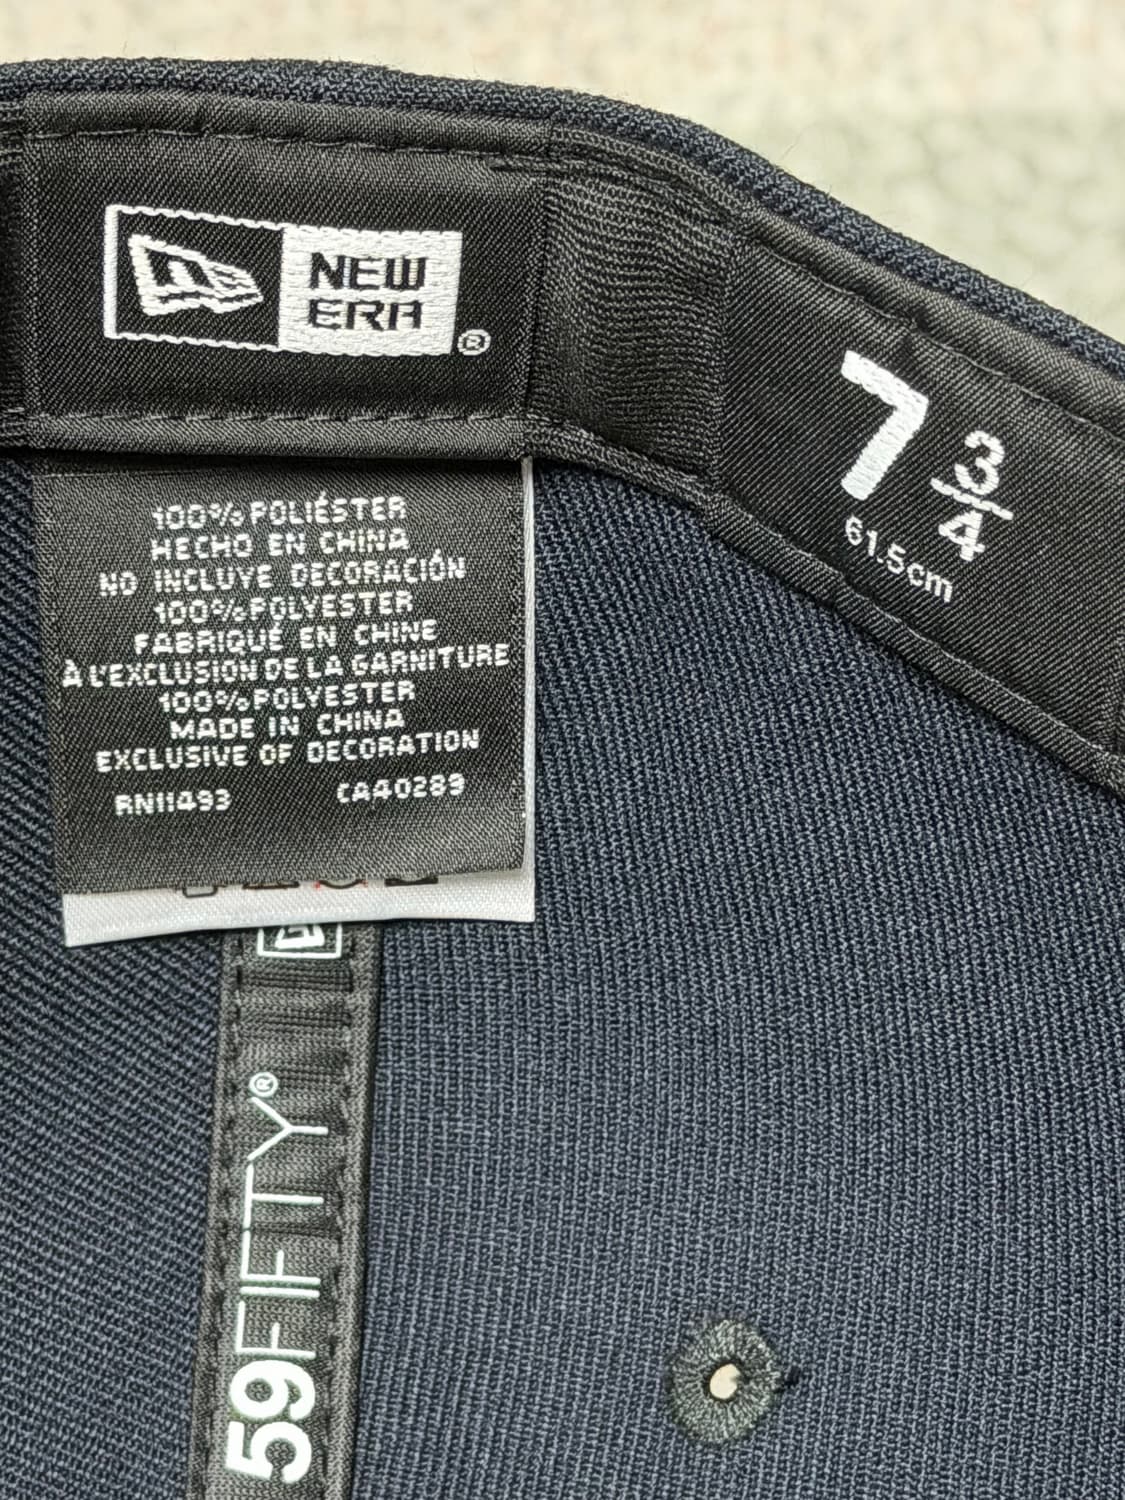 NEW
ERA®
7 3/4
61.5cm
100% POLIÉSTER
HECHO EN CHINA
NO INCLUYE DECORACIÓN
100% POLYESTER
FABRIQUÉ EN CHINE
À L'EXCLUSION DE LA GARNITURE
100% POLYESTER
MADE IN CHINA
EXCLUSIVE OF DECORATION
RN11493 CA40289
59FIFTY®